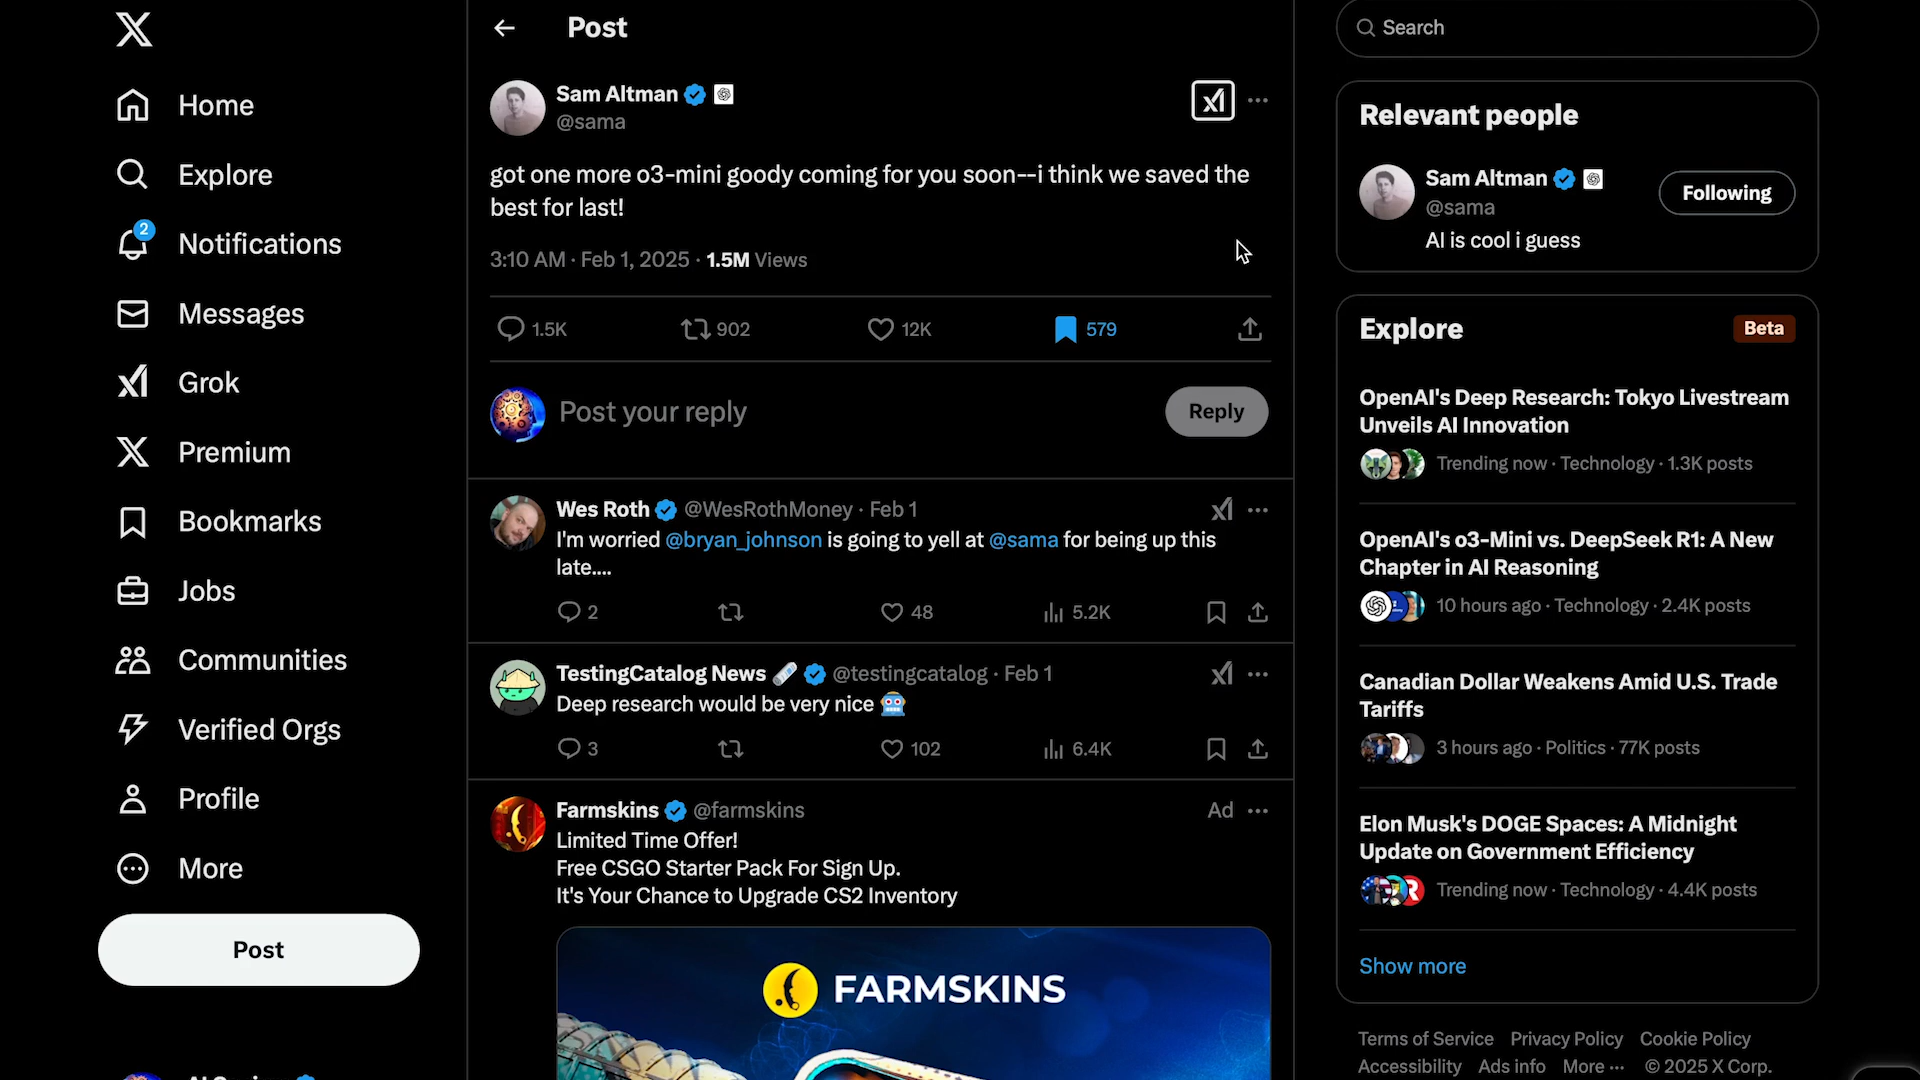 Home
Explore
2
Notifications
Messages
Grok
Premium
Bookmarks
Jobs
Communities
Verified Orgs
Profile
More
Post
Post
Sam Altman
@sama
got one more o3-mini goody coming for you soon--i think we saved the
best for last!
3:10 AM · Feb 1, 2025 · 1.5M Views
1.5K 902 12K 579
Post your reply
Reply
Wes Roth @WesRothMoney · Feb 1
I'm worried @bryan_johnson is going to yell at @sama for being up this
late....
2 48 5.2K
TestingCatalog News @testingcatalog · Feb 1
Deep research would be very nice 🤖
3 102 6.4K
Farmskins @farmskins Ad
Limited Time Offer!
Free CSGO Starter Pack For Sign Up.
It's Your Chance to Upgrade CS2 Inventory
FARMSKINS
Search
Relevant people
Sam Altman
@sama
Following
AI is cool i guess
Explore
Beta
OpenAI's Deep Research: Tokyo Livestream
Unveils AI Innovation
Trending now · Technology · 1.3K posts
OpenAI's o3-Mini vs. DeepSeek R1: A New
Chapter in AI Reasoning
10 hours ago · Technology · 2.4K posts
Canadian Dollar Weakens Amid U.S. Trade
Tariffs
3 hours ago · Politics · 77K posts
Elon Musk's DOGE Spaces: A Midnight
Update on Government Efficiency
Trending now · Technology · 4.4K posts
Show more
Terms of Service Privacy Policy Cookie Policy
Accessibility Ads info More ··· © 2025 X Corp.